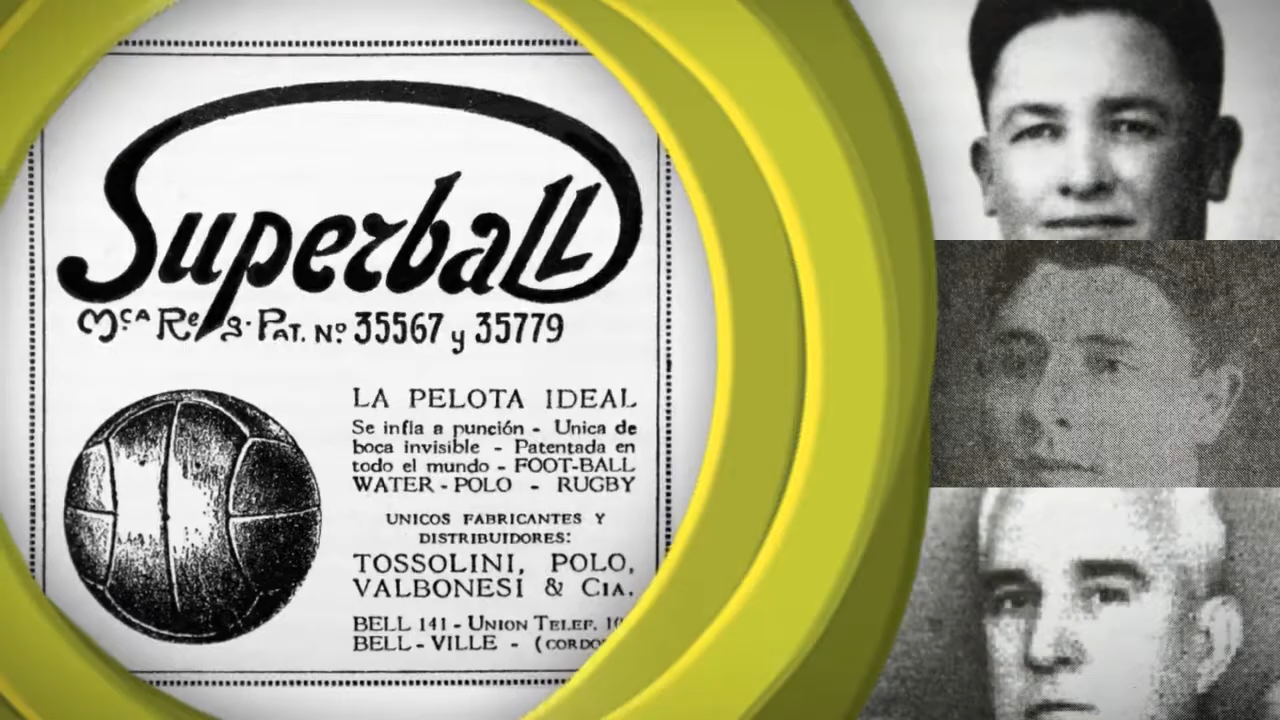 Superball
Mca Reg. Pat. No. 35567 y 35779
LA PELOTA IDEAL
Se infla a punción - Unica de
boca invisible - Patentada en
todo el mundo - FOOT-BALL
WATER-POLO - RUGBY
UNICOS FABRICANTES Y
DISTRIBUIDORES:
TOSSOLINI, POLO,
VALBONESI & CIA.
BELL 141 - UNION TELEF.
BELL-VILLE -